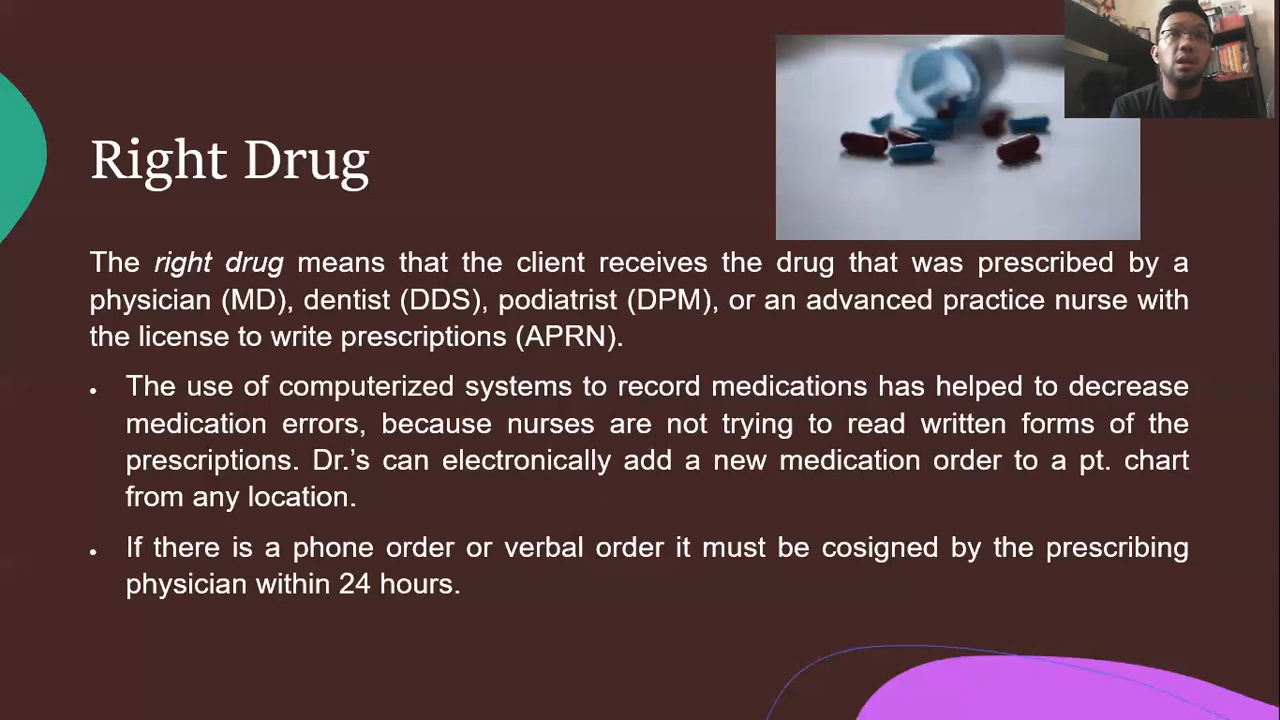 Right Drug
The right drug means that the client receives the drug that was prescribed by a
physician (MD), dentist (DDS), podiatrist (DPM), or an advanced practice nurse with
the license to write prescriptions (APRN).
• The use of computerized systems to record medications has helped to decrease
medication errors, because nurses are not trying to read written forms of the
prescriptions. Dr.’s can electronically add a new medication order to a pt. chart
from any location.
• If there is a phone order or verbal order it must be cosigned by the prescribing
physician within 24 hours.